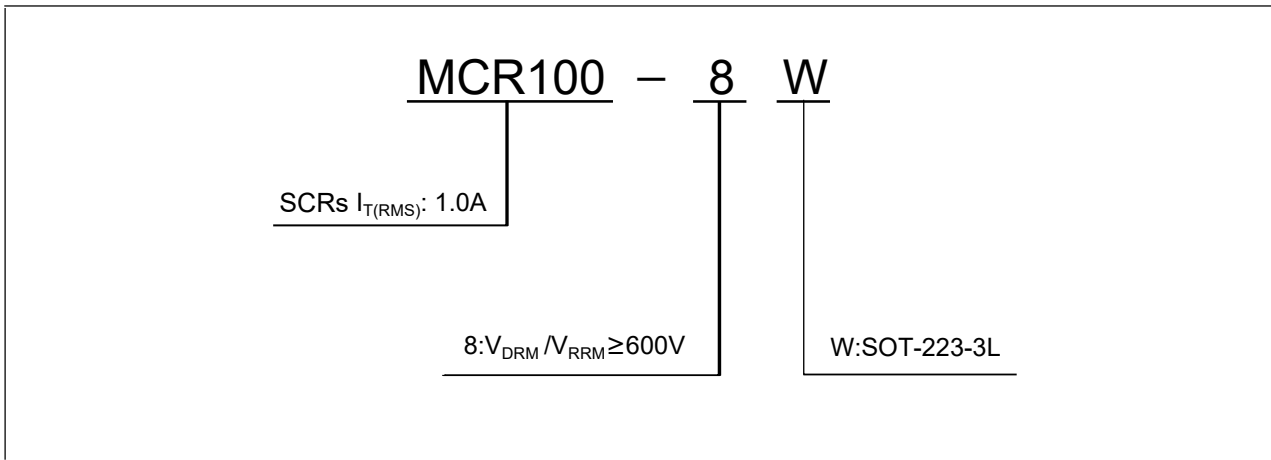 MCR100 – 8 W
SCRs IT(RMS): 1.0A
8:VDRM /VRRM≥600V
W:SOT-223-3L